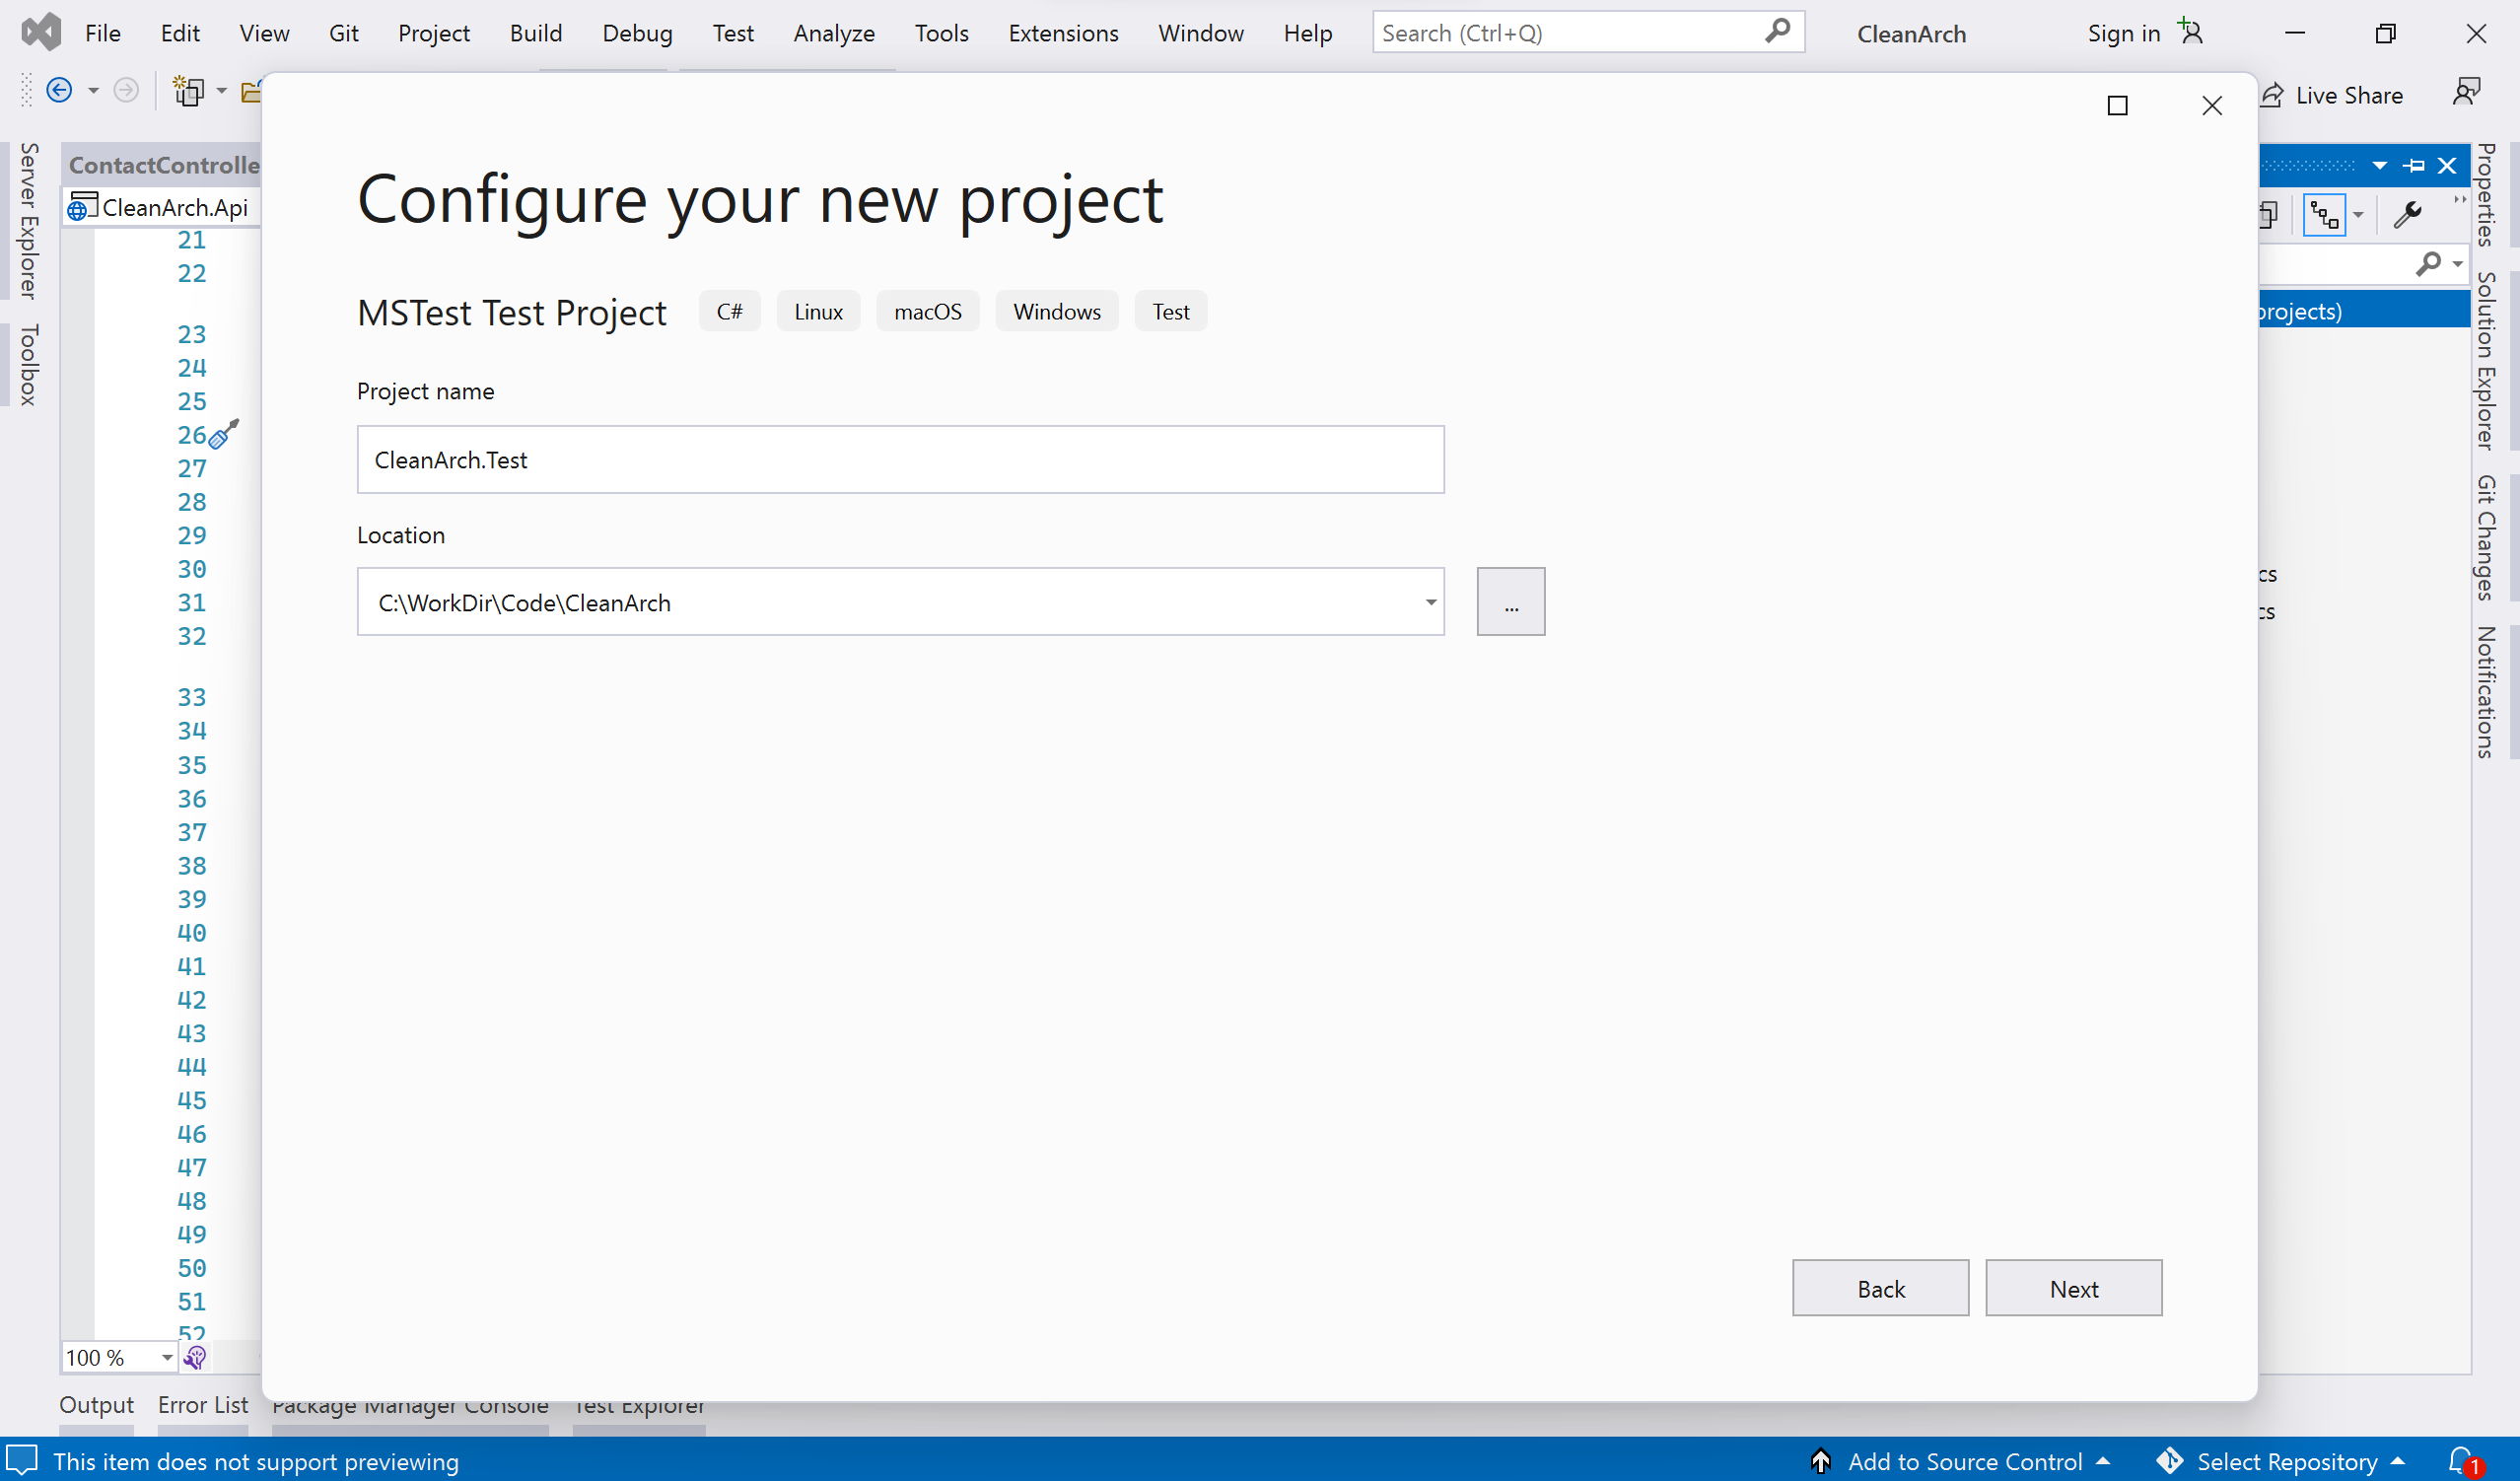 File Edit View Git Project Build Debug Test Analyze Tools Extensions Window Help Search (Ctrl+Q) CleanArch Sign in
Live Share
Configure your new project
MSTest Test Project C# Linux macOS Windows Test
Project name
CleanArch.Test
Location
C:\WorkDir\Code\CleanArch
...
Back Next
Server Explorer
Toolbox
ContactControlle
CleanArch.Api
21
22
23
24
25
26
27
28
29
30
31
32
33
34
35
36
37
38
39
40
41
42
43
44
45
46
47
48
49
50
51
52
100 %
projects)
cs
cs
Properties
Solution Explorer
Git Changes
Notifications
Output Error List Package Manager Console Test Explorer
This item does not support previewing Add to Source Control Select Repository 1